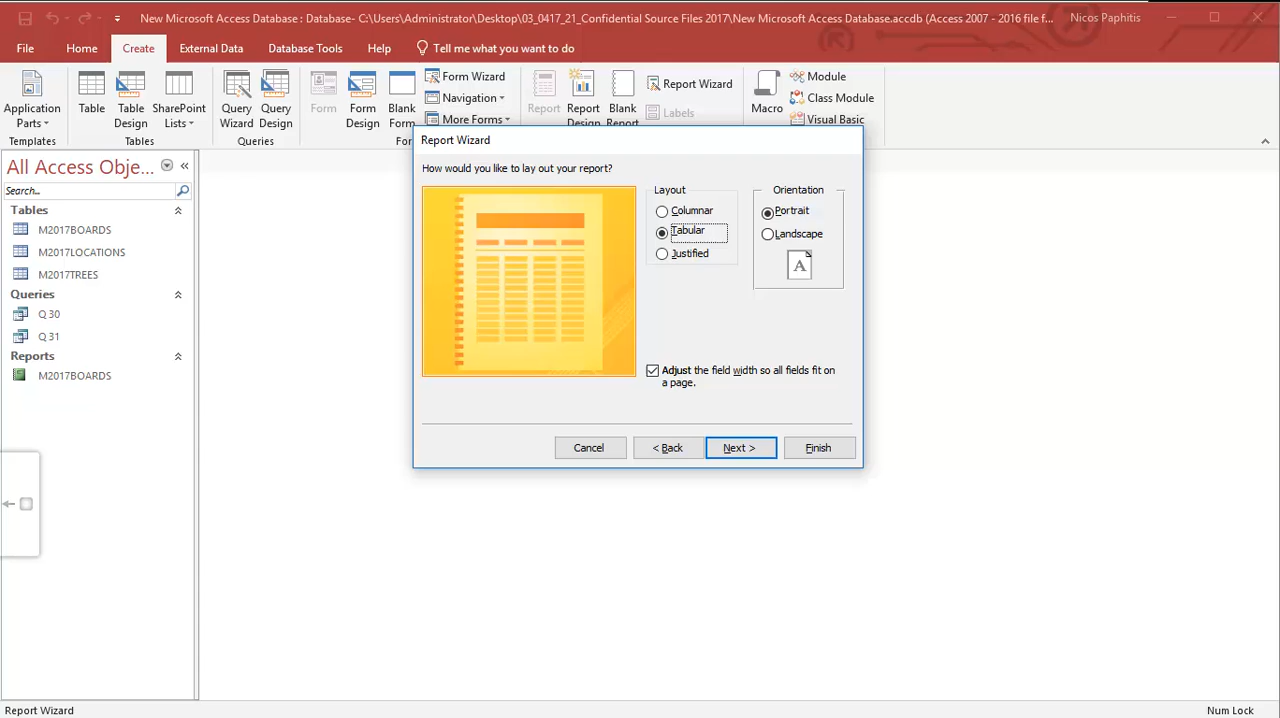 New Microsoft Access Database : Database- C:\Users\Administrator\Desktop\03_0417_21_Confidential Source Files 2017\New Microsoft Access Database.accdb (Access 2007 - 2016 file f...
Nicos Paphitis
File Home Create External Data Database Tools Help Tell me what you want to do
Application Parts
Templates
Table
Table Design
SharePoint Lists
Tables
Query Wizard
Query Design
Queries
Form
Form Design
Blank Form
Form Wizard
Navigation
More Forms
For
Report
Report Design
Blank Report
Report Wizard
Labels
Macro
Module
Class Module
Visual Basic
All Access Obje...
Search...
Tables
M2017BOARDS
M2017LOCATIONS
M2017TREES
Queries
Q 30
Q 31
Reports
M2017BOARDS
Report Wizard
How would you like to lay out your report?
Layout
Columnar
Tabular
Justified
Orientation
Portrait
Landscape
A
Adjust the field width so all fields fit on
a page.
Cancel < Back Next > Finish
Report Wizard
Num Lock